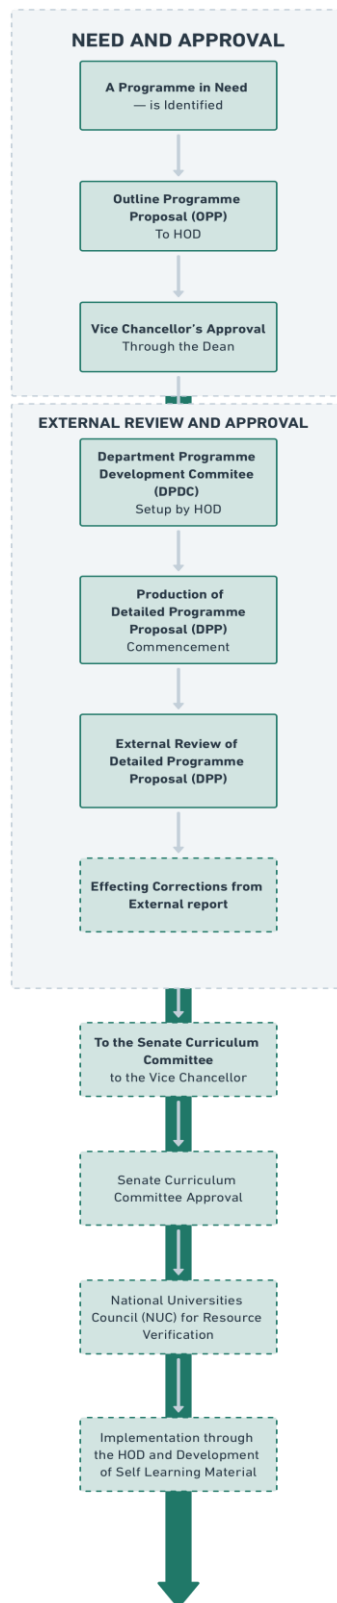 NEED AND APPROVAL
A Programme in Need
— is Identified
Outline Programme
Proposal (OPP)
To HOD
Vice Chancellor's Approval
Through the Dean
EXTERNAL REVIEW AND APPROVAL
Department Programme
Development Commitee
(DPDC)
Setup by HOD
Production of
Detailed Programme
Proposal (DPP)
Commencement
External Review of
Detailed Programme
Proposal (DPP)
Effecting Corrections from
External report
To the Senate Curriculum
Committee
to the Vice Chancellor
Senate Curriculum
Committee Approval
National Universities
Council (NUC) for Resource
Verification
Implementation through
the HOD and Development
of Self Learning Material